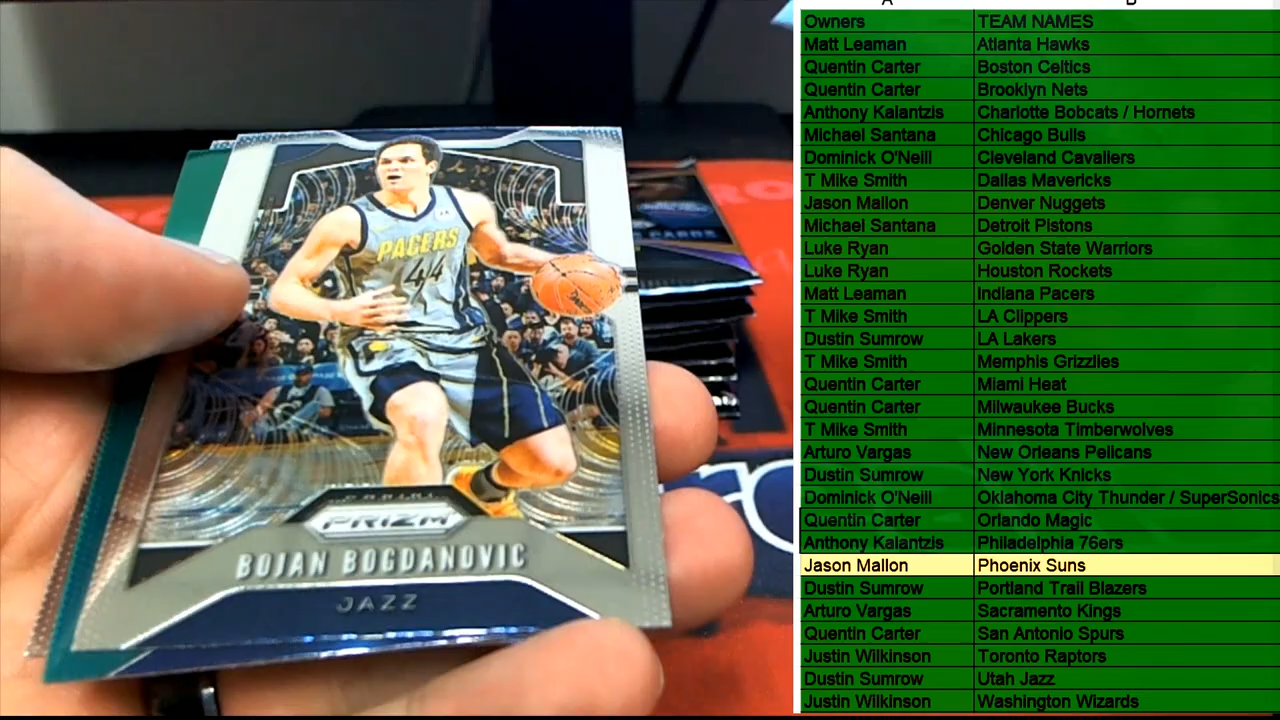 PACERS
44
PANINI
PRIZM
BOJAN BOGDANOVIC
JAZZ
A B
Owners TEAM NAMES
Matt Leaman Atlanta Hawks
Quentin Carter Boston Celtics
Quentin Carter Brooklyn Nets
Anthony Kalantzis Charlotte Bobcats / Hornets
Michael Santana Chicago Bulls
Dominick O'Neill Cleveland Cavaliers
T Mike Smith Dallas Mavericks
Jason Mallon Denver Nuggets
Michael Santana Detroit Pistons
Luke Ryan Golden State Warriors
Luke Ryan Houston Rockets
Matt Leaman Indiana Pacers
T Mike Smith LA Clippers
Dustin Sumrow LA Lakers
T Mike Smith Memphis Grizzlies
Quentin Carter Miami Heat
Quentin Carter Milwaukee Bucks
T Mike Smith Minnesota Timberwolves
Arturo Vargas New Orleans Pelicans
Dustin Sumrow New York Knicks
Dominick O'Neill Oklahoma City Thunder / SuperSonics
Quentin Carter Orlando Magic
Anthony Kalantzis Philadelphia 76ers
Jason Mallon Phoenix Suns
Dustin Sumrow Portland Trail Blazers
Arturo Vargas Sacramento Kings
Quentin Carter San Antonio Spurs
Justin Wilkinson Toronto Raptors
Dustin Sumrow Utah Jazz
Justin Wilkinson Washington Wizards